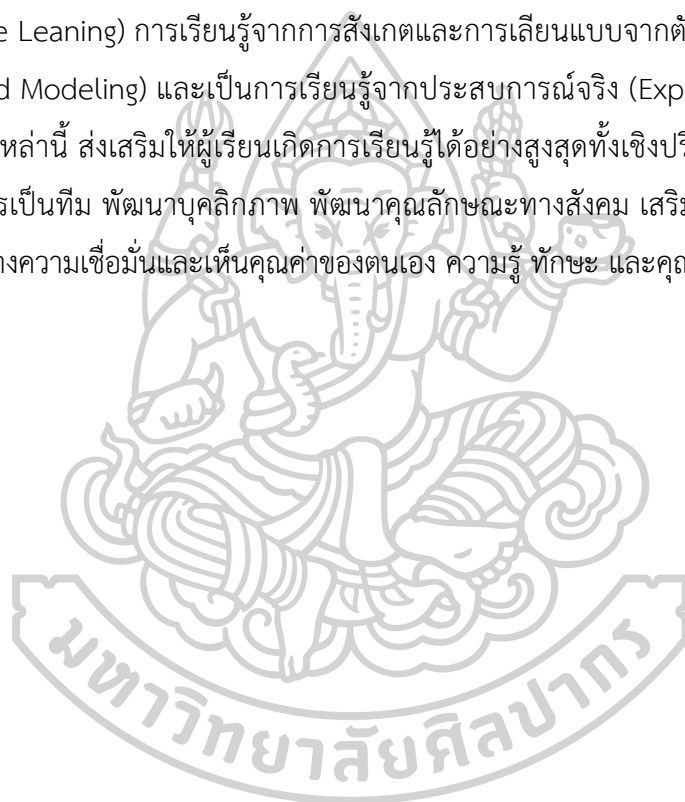 e Leaning) การเรียนรู้จากการสังเกตและการเลียนแบบจากตั
d Modeling) และเป็นการเรียนรู้จากประสบการณ์จริง (Exp
หล่านี้ ส่งเสริมให้ผู้เรียนเกิดการเรียนรู้ได้อย่างสูงสุดทั้งเชิงปริ
รเป็นทีม พัฒนาบุคลิกภาพ พัฒนาคุณลักษณะทางสังคม เสริม
างความเชื่อมั่นและเห็นคุณค่าของตนเอง ความรู้ ทักษะ และคุณ
มหาวิทยาลัยศิลปากร